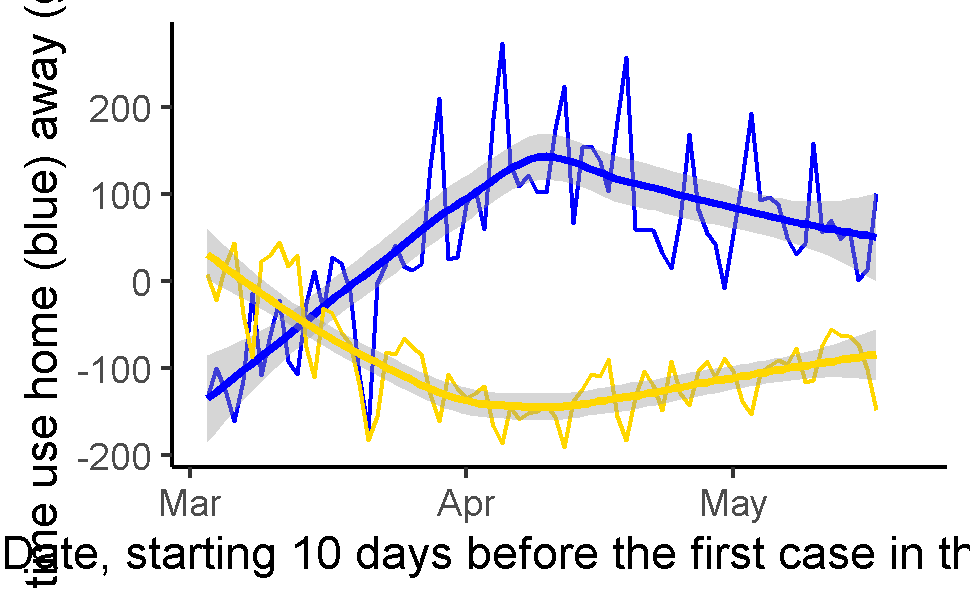 time use home (blue) away (
200
100
0
-100
-200
Mar Apr May
Date, starting 10 days before the first case in th